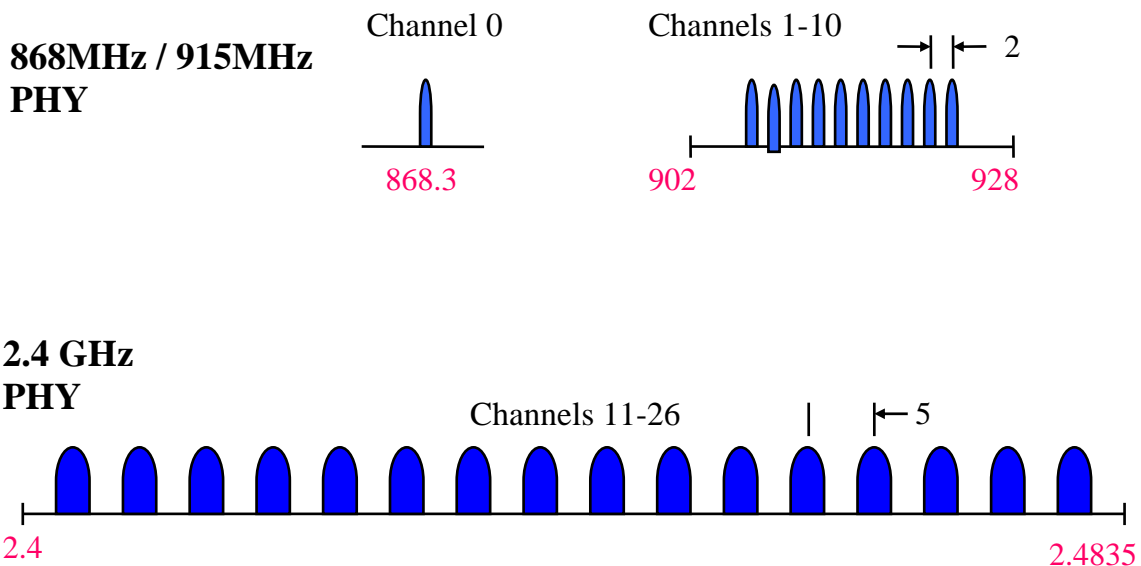 Channel 0
Channels 1-10
868MHz / 915MHz
PHY
2
868.3
902
928
2.4 GHz
PHY
Channels 11-26
5
2.4
2.4835